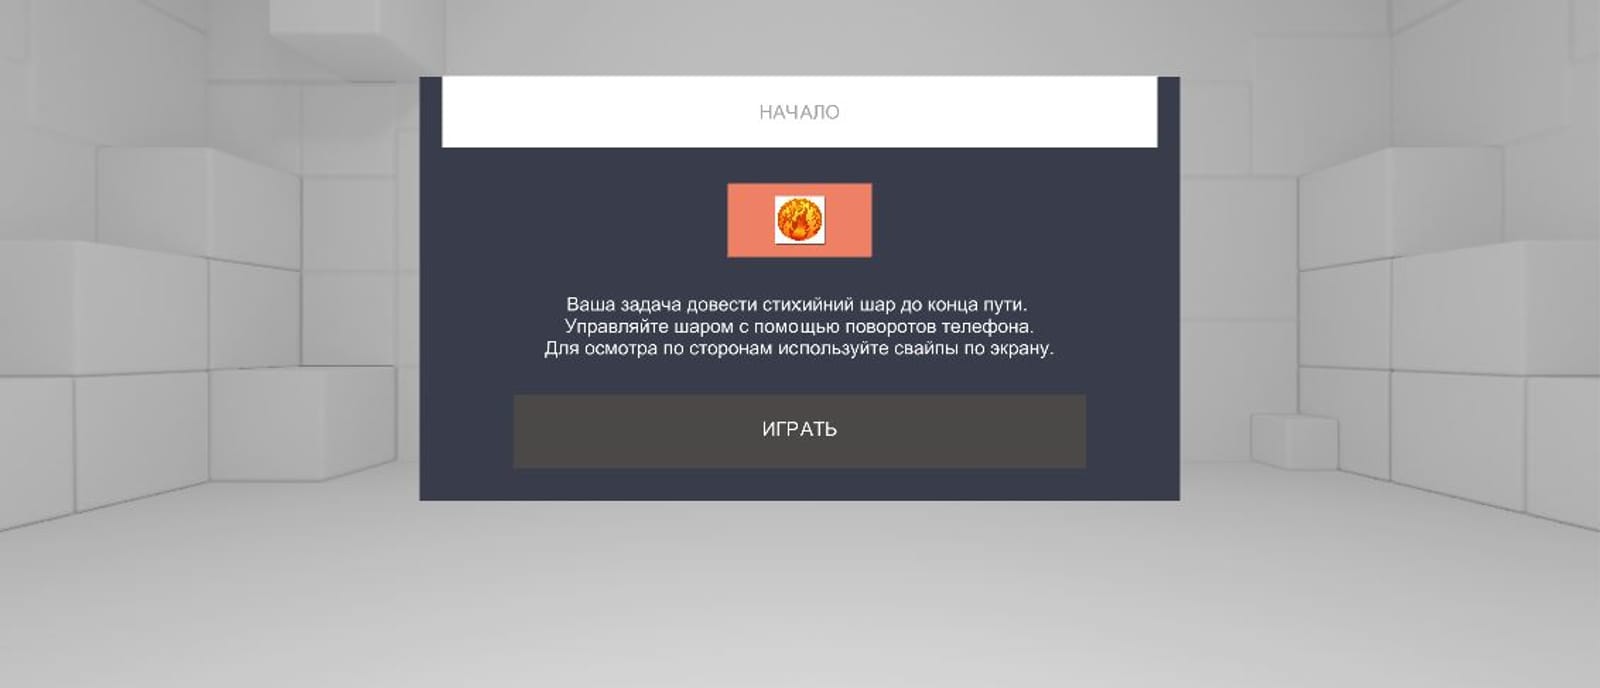 НАЧАЛО
Ваша задача довести стихийний шар до конца пути.
Управляйте шаром с помощью поворотов телефона.
Для осмотра по сторонам используйте свайпы по экрану.
ИГРАТЬ